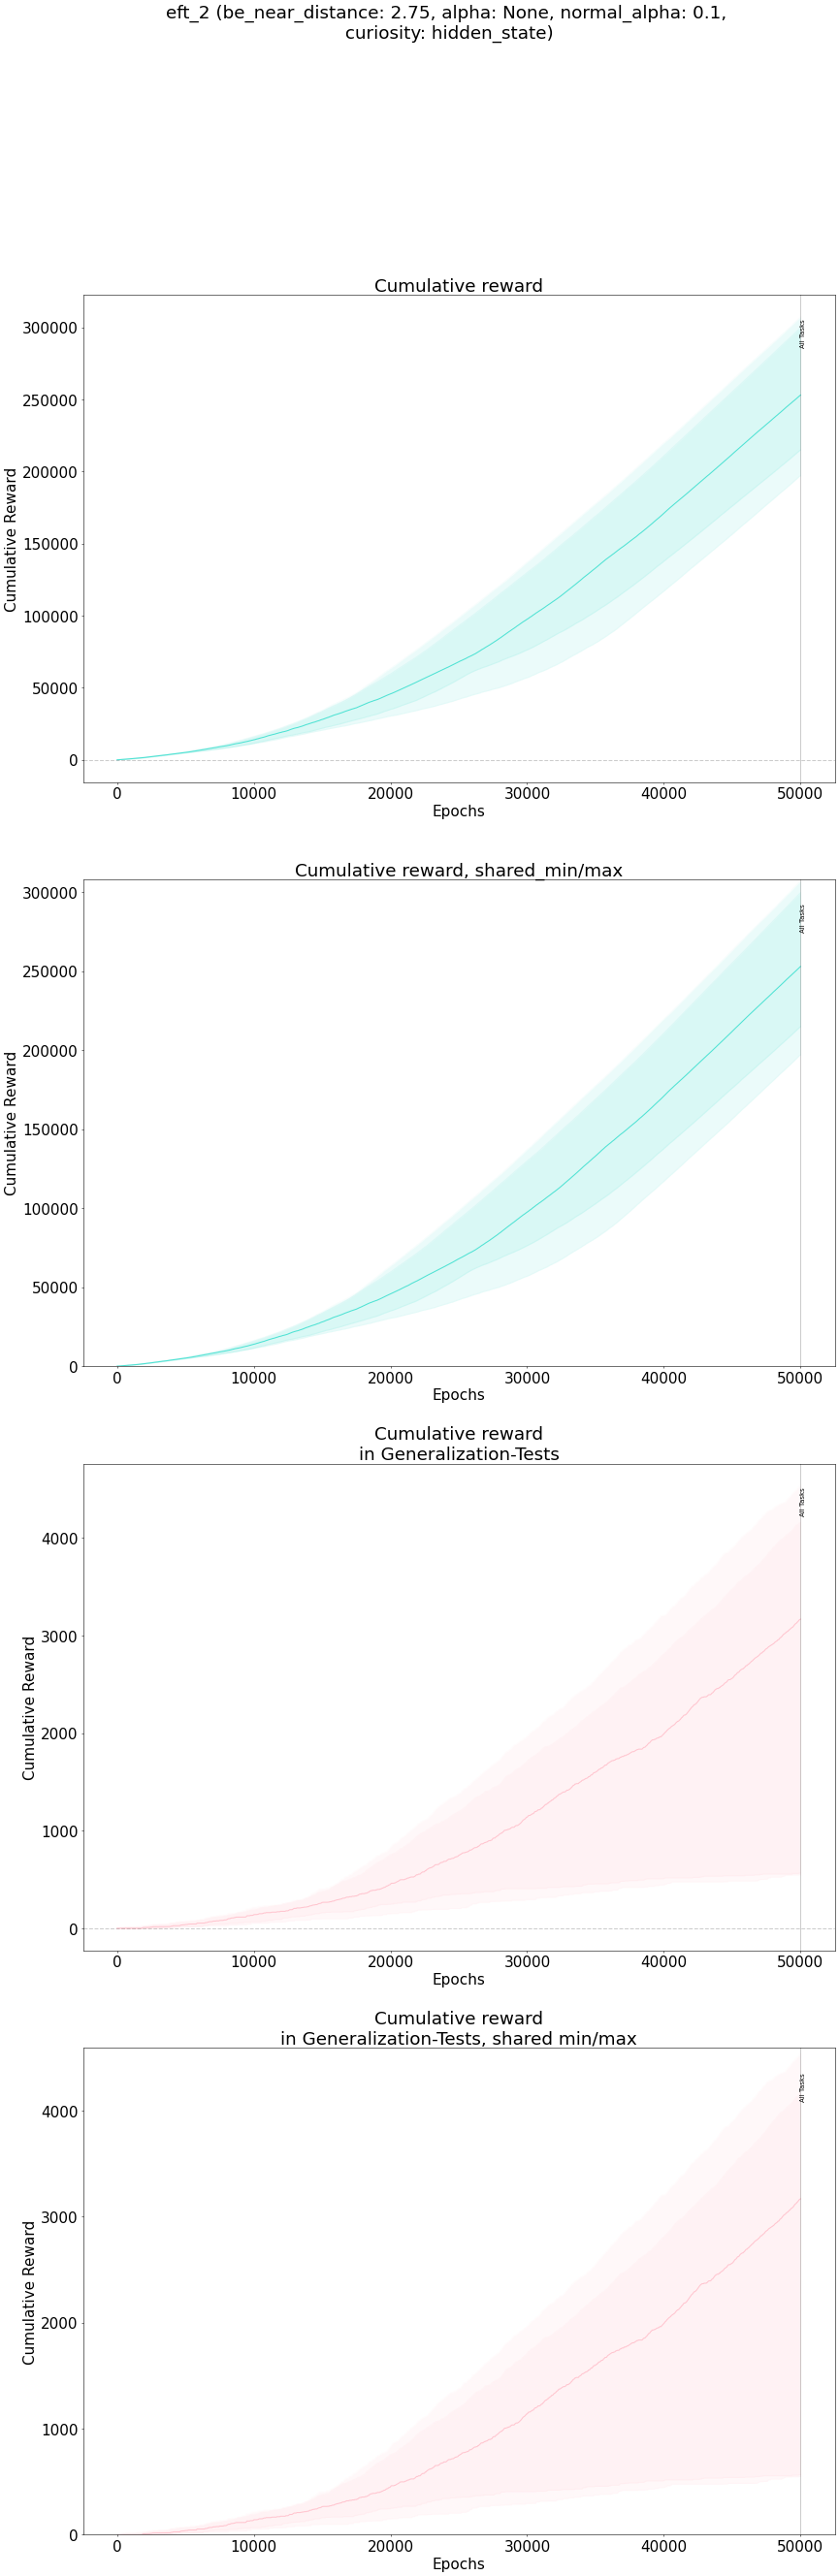 eft_2 (be_near_distance: 2.75, alpha: None, normal_alpha: 0.1,
curiosity: hidden_state)
Cumulative reward
300000
250000
200000
150000
100000
50000
0
Cumulative Reward
All Tasks
0 10000 20000 30000 40000 50000
Epochs
Cumulative reward, shared_min/max
300000
250000
200000
150000
100000
50000
0
Cumulative Reward
All Tasks
0 10000 20000 30000 40000 50000
Epochs
Cumulative reward
in Generalization-Tests
4000
3000
2000
1000
0
Cumulative Reward
All Tasks
0 10000 20000 30000 40000 50000
Epochs
Cumulative reward
in Generalization-Tests, shared min/max
4000
3000
2000
1000
0
Cumulative Reward
All Tasks
0 10000 20000 30000 40000 50000
Epochs